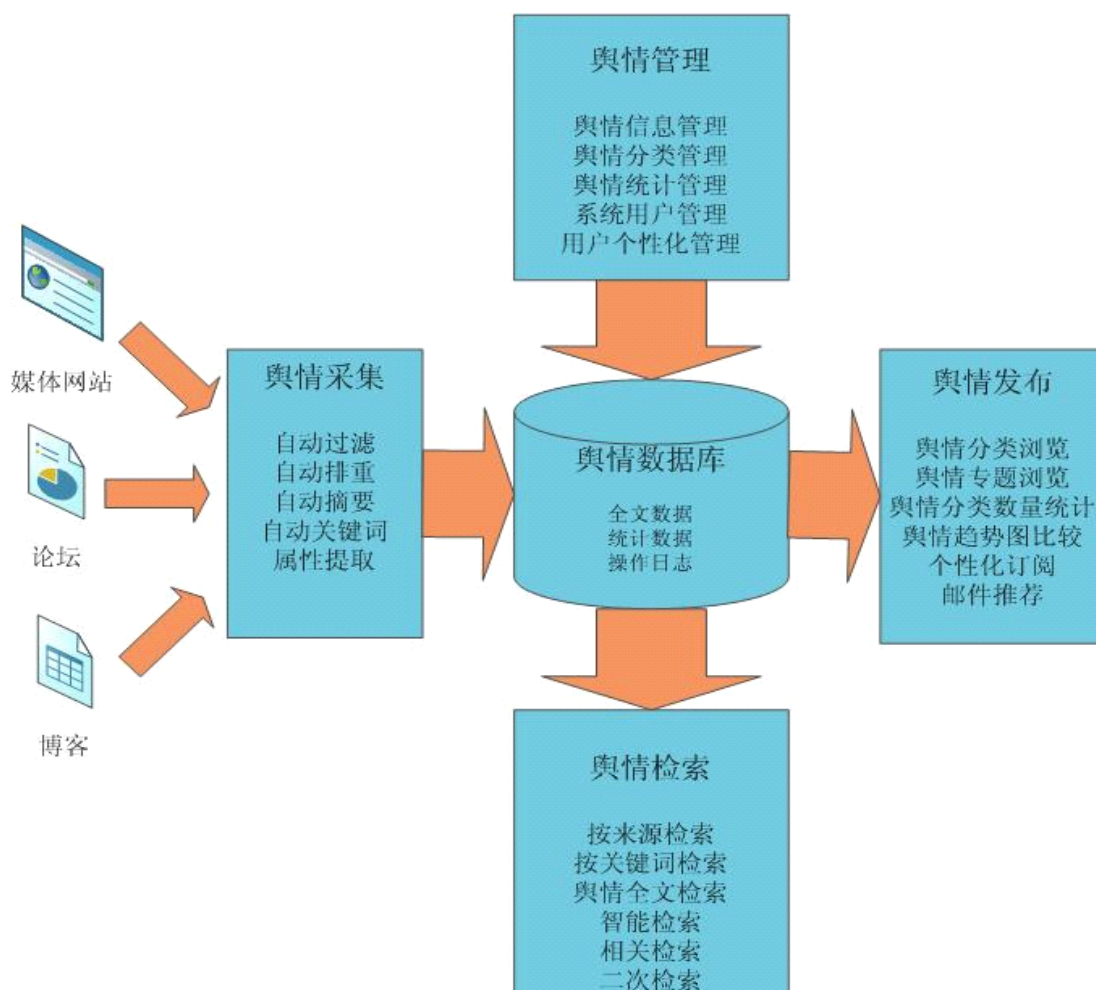 舆情管理
舆情信息管理
舆情分类管理
舆情统计管理
系统用户管理
用户个性化管理
媒体网站
论坛
博客
舆情采集
自动过滤
自动排重
自动摘要
自动关键词
属性提取
舆情数据库
全文数据
统计数据
操作日志
舆情发布
舆情分类浏览
舆情专题浏览
舆情分类数量统计
舆情趋势图比较
个性化订阅
邮件推荐
舆情检索
按来源检索
按关键词检索
舆情全文检索
智能检索
相关检索
二次检索